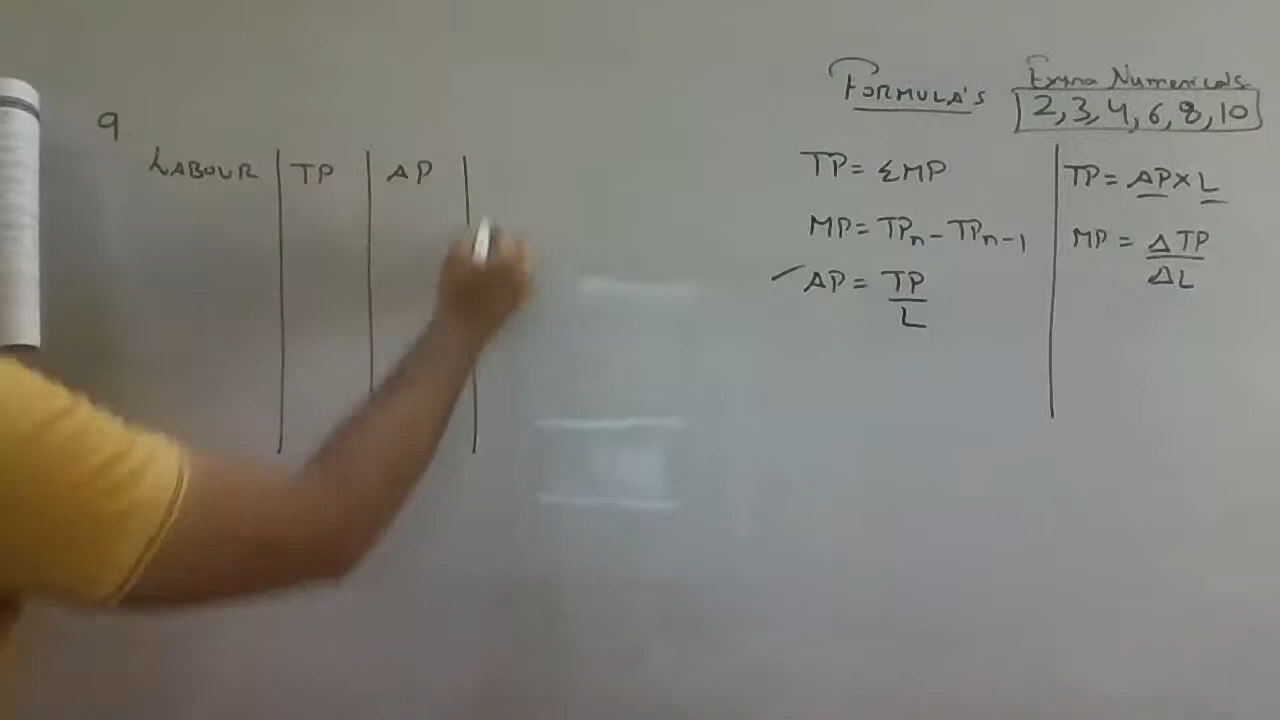 9
LABOUR TP AP
FORMULA'S
Extra Numericals
2, 3, 4, 6, 8, 10
TP = ΣMP
MP = TPn - TPn-1
AP = TP/L
TP = AP × L
MP = ΔTP/ΔL